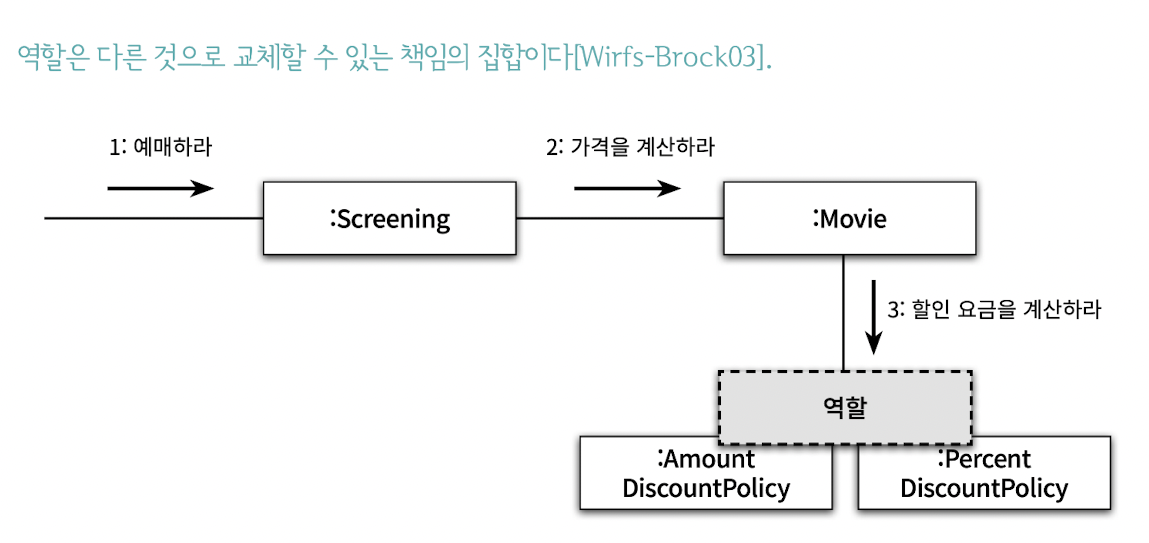 역할은 다른 것으로 교체할 수 있는 책임의 집합이다[Wirfs-Brock03].
1: 예매하라
2: 가격을 계산하라
:Screening
:Movie
3: 할인 요금을 계산하라
역할
:Amount
DiscountPolicy
:Percent
DiscountPolicy